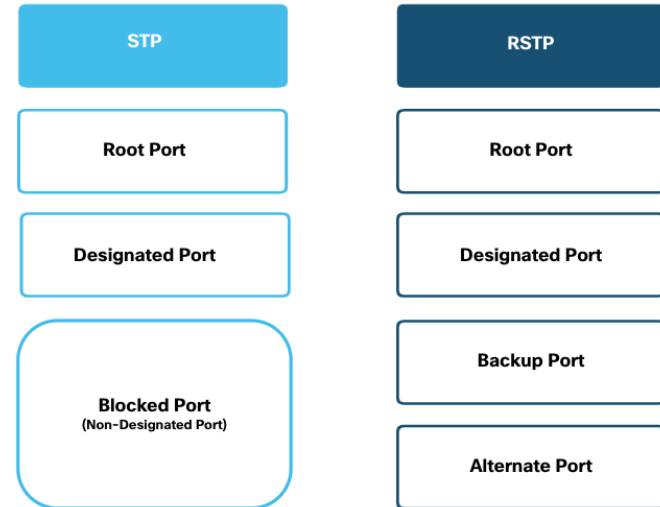 STP
Root Port
Designated Port
Blocked Port
(Non-Designated Port)
RSTP
Root Port
Designated Port
Backup Port
Alternate Port